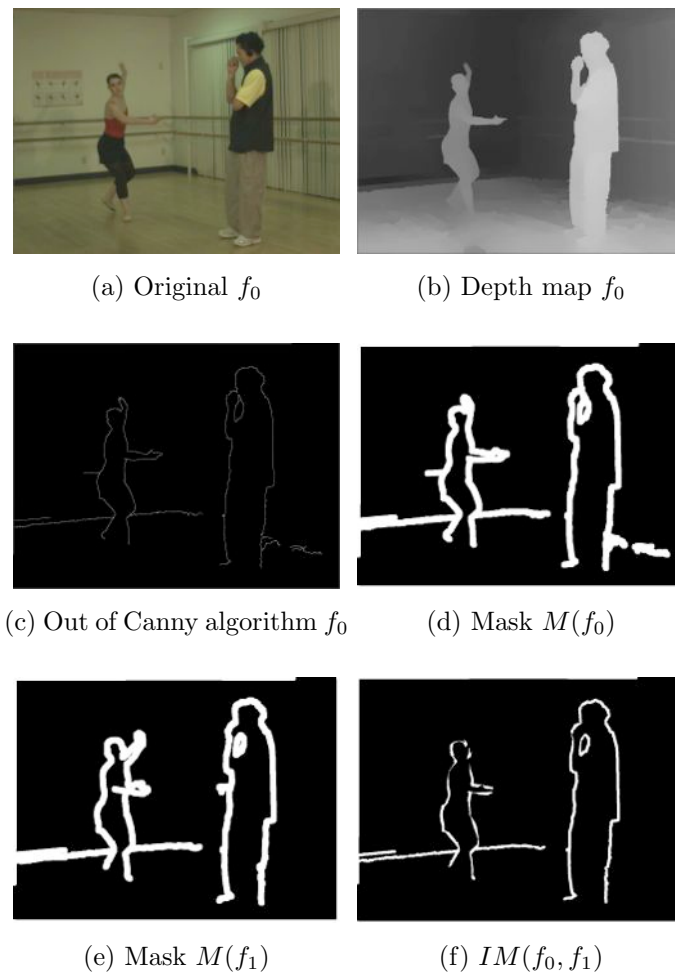 (a) Original f₀
(b) Depth map f₀
(c) Out of Canny algorithm f₀
(d) Mask M(f₀)
(e) Mask M(f₁)
(f) IM(f₀, f₁)